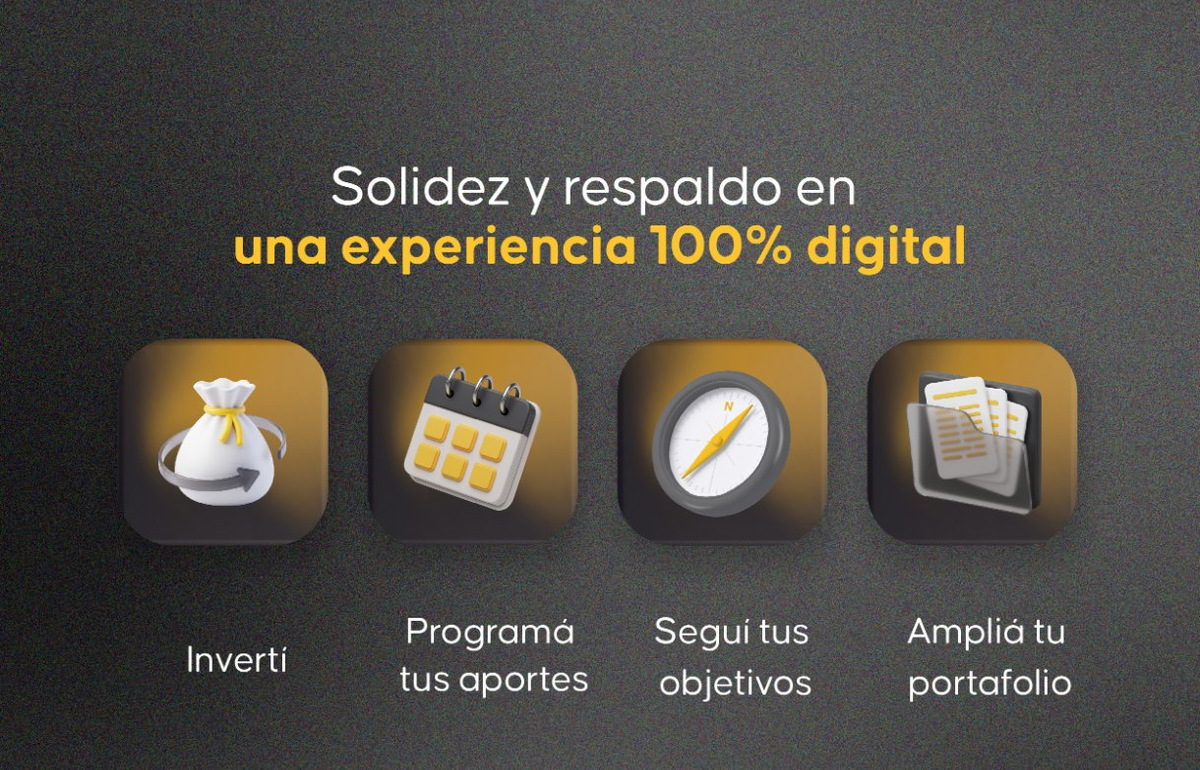 Solidez y respaldo en
una experiencia 100% digital
N
Invertí
Programá
tus aportes
Seguí tus
objetivos
Ampliá tu
portafolio